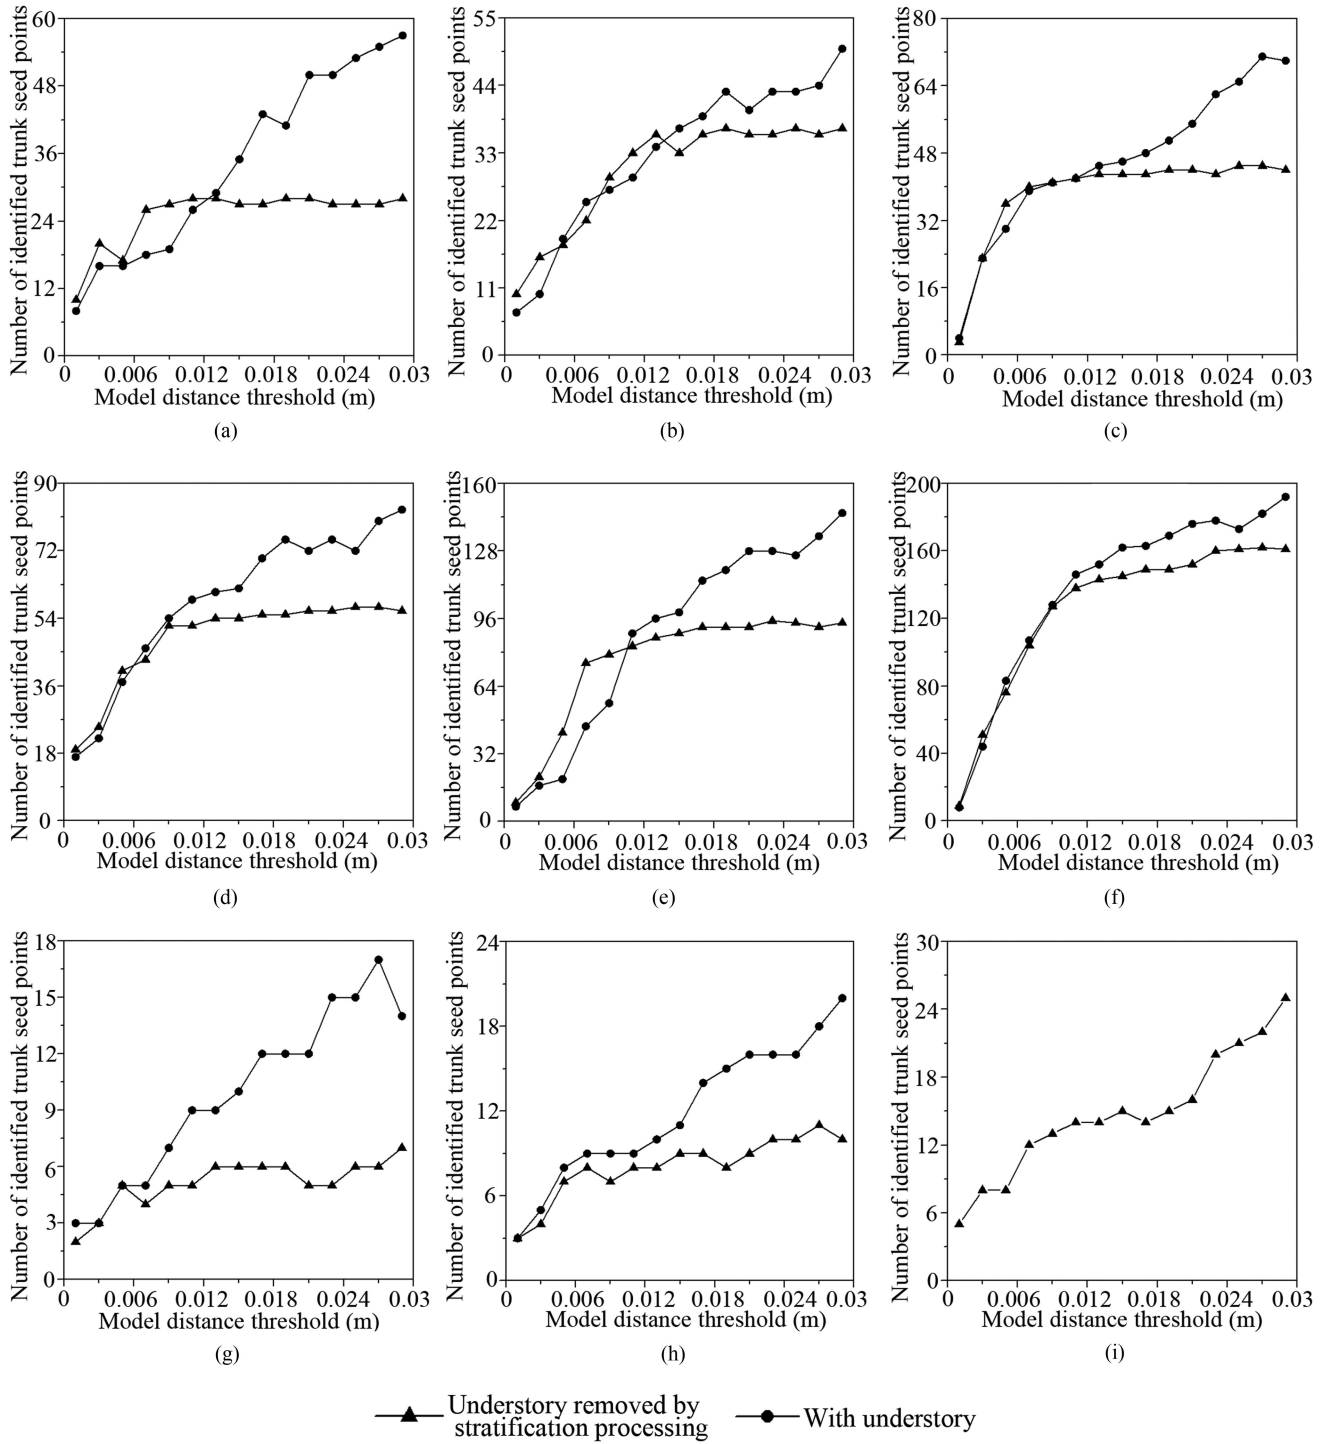 Number of identified trunk seed points
60
48
36
24
12
0
0 0.006 0.012 0.018 0.024 0.03
Model distance threshold (m)
(a)
Number of identified trunk seed points
55
44
33
22
11
0
0 0.006 0.012 0.018 0.024 0.03
Model distance threshold (m)
(b)
Number of identified trunk seed points
80
64
48
32
16
0
0 0.006 0.012 0.018 0.024 0.03
Model distance threshold (m)
(c)
Number of identified trunk seed points
90
72
54
36
18
0
0 0.006 0.012 0.018 0.024 0.03
Model distance threshold (m)
(d)
Number of identified trunk seed points
160
128
96
64
32
0
0 0.006 0.012 0.018 0.024 0.03
Model distance threshold (m)
(e)
Number of identified trunk seed points
200
160
120
80
40
0
0 0.006 0.012 0.018 0.024 0.03
Model distance threshold (m)
(f)
Number of identified trunk seed points
18
15
12
9
6
3
0
0 0.006 0.012 0.018 0.024 0.03
Model distance threshold (m)
(g)
Number of identified trunk seed points
24
18
12
6
0
0 0.006 0.012 0.018 0.024 0.03
Model distance threshold (m)
(h)
Number of identified trunk seed points
30
24
18
12
6
0
0 0.006 0.012 0.018 0.024 0.03
Model distance threshold (m)
(i)
Understory removed by
stratification processing
With understory